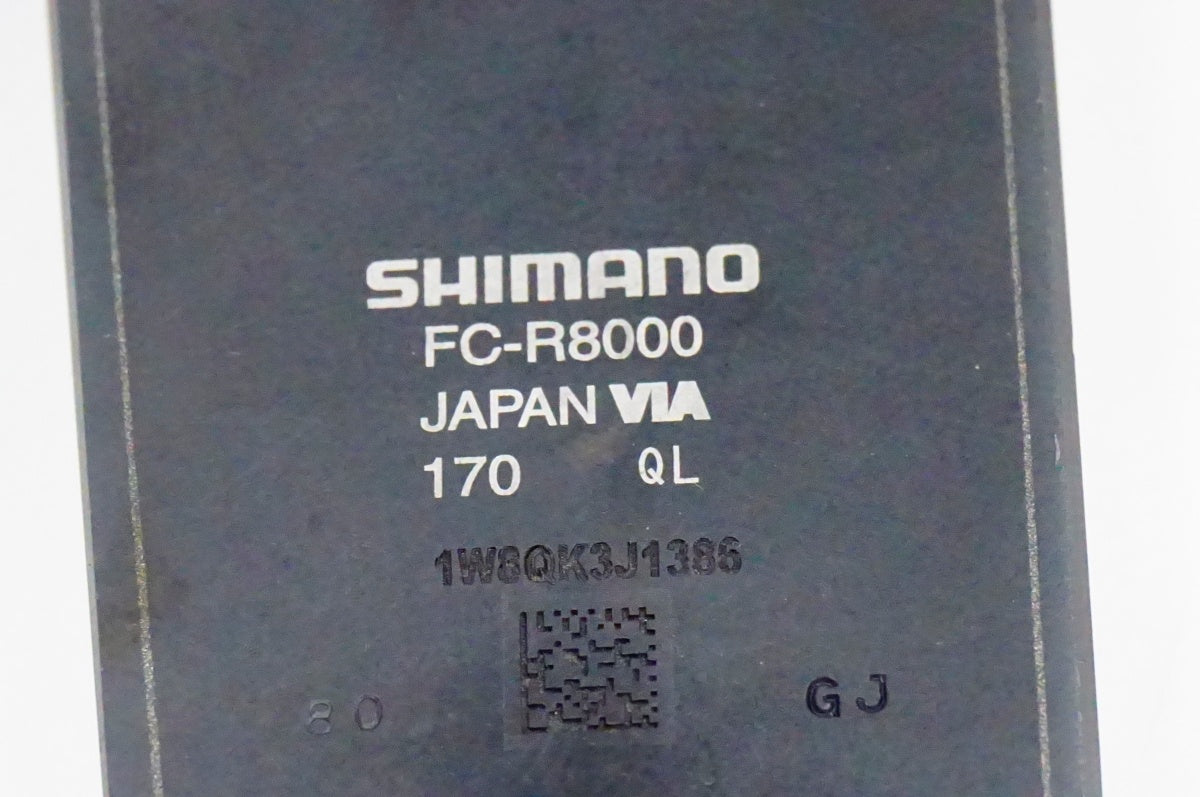 SHIMANO
FC-R8000
JAPAN VIA
170 QL
1W8QK3J1386
80 GJ